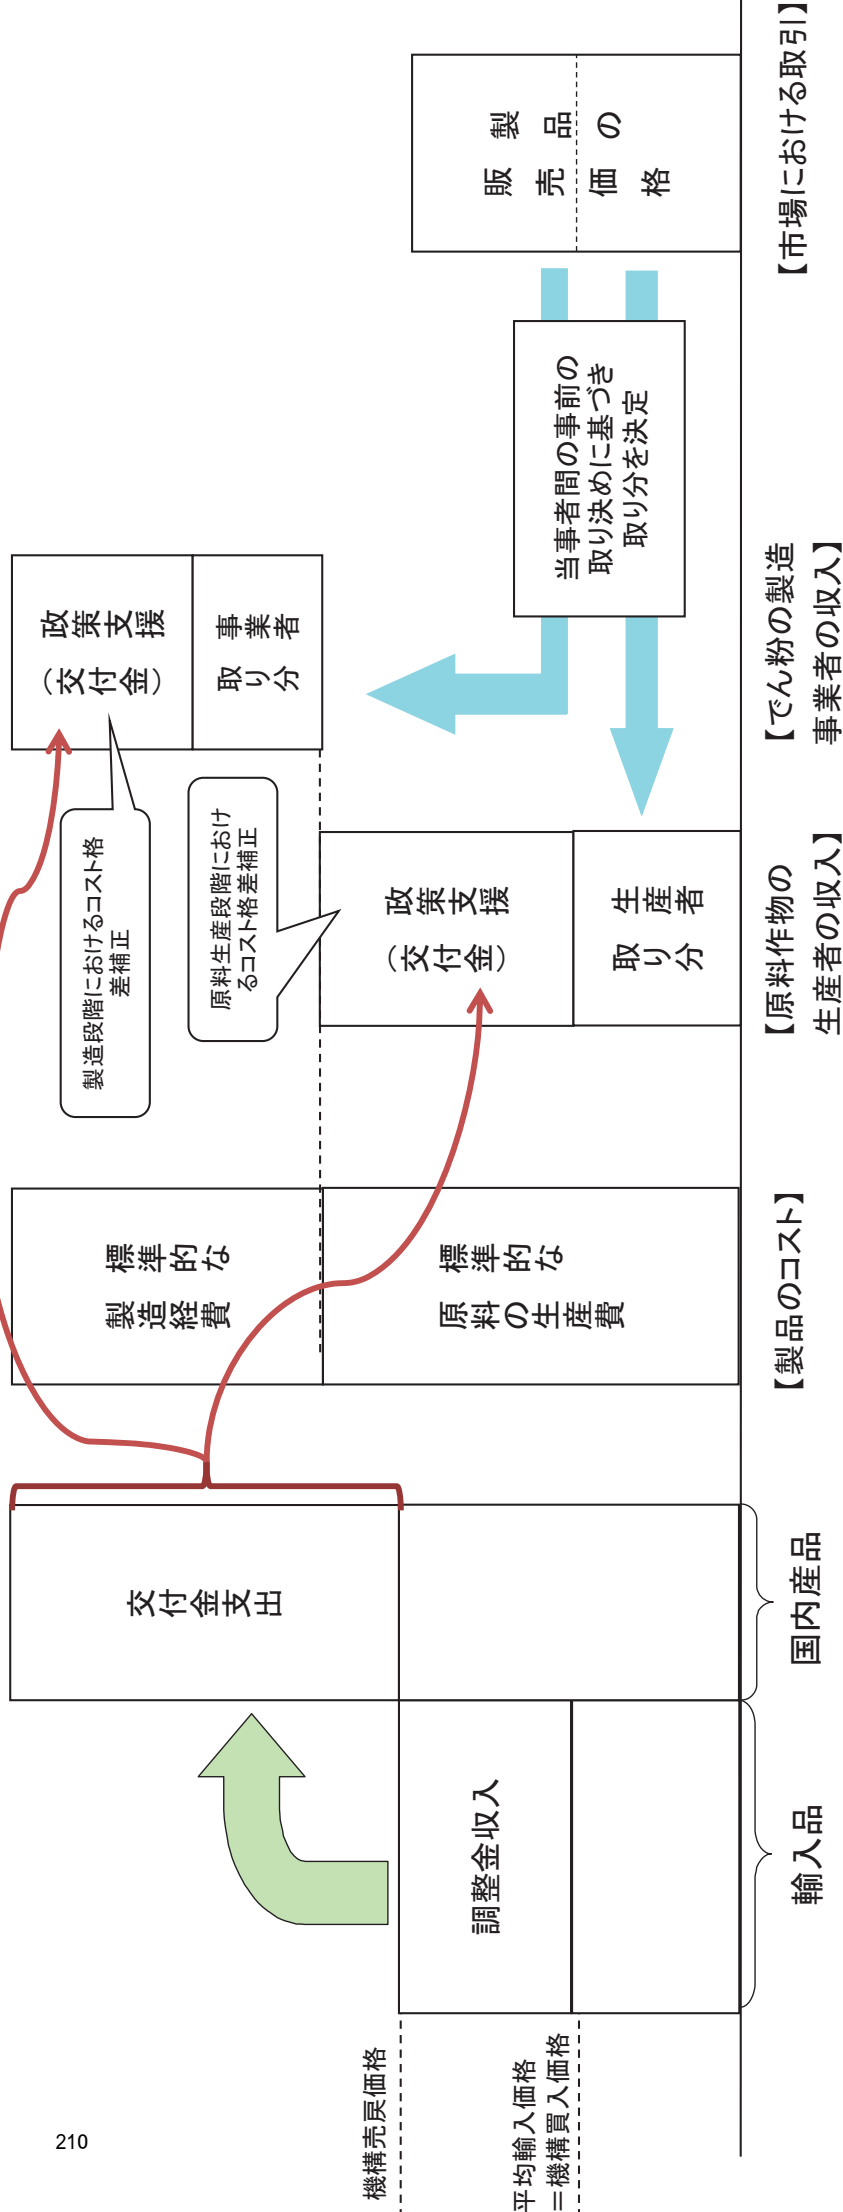 機構売戻価格
平均輸入価格
＝機構買入価格
調整金収入
輸入品
交付金支出
国内産品
標準的な
製造経費
標準的な
原料の生産費
【製品のコスト】
製造段階におけるコスト格
差補正
原料生産段階におけ
るコスト格差補正
政策支援
（交付金）
生産者
取り分
【原料作物の
生産者の収入】
政策支援
（交付金）
事業者
取り分
【でん粉の製造
事業者の収入】
当事者間の事前の
取り決めに基づき
取り分を決定
製品の
販売価格
【市場における取引】
210